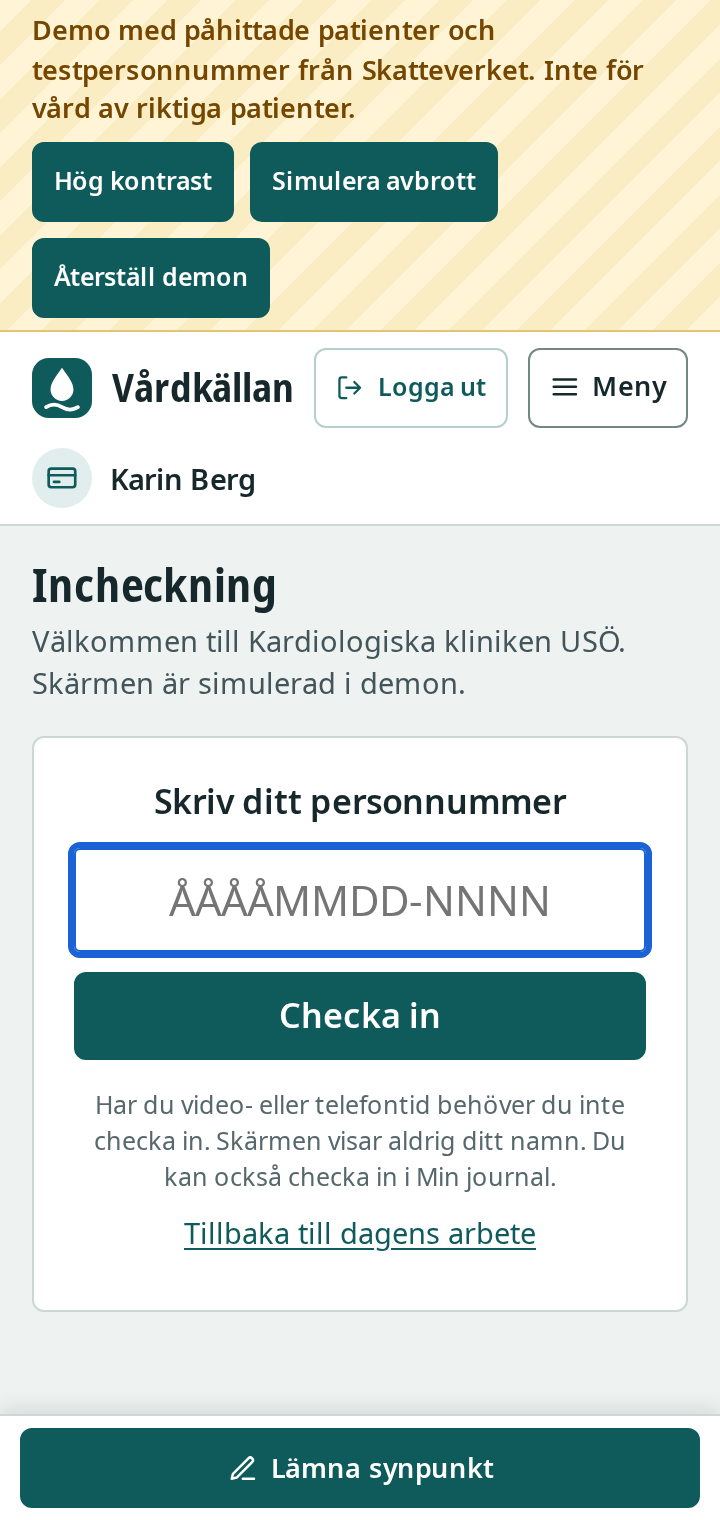 Demo med påhittade patienter och
testpersonnummer från Skatteverket. Inte för
vård av riktiga patienter.
Hög kontrast
Simulera avbrott
Återställ demon
Vårdkällan
Logga ut
Meny
Karin Berg
Incheckning
Välkommen till Kardiologiska kliniken USÖ.
Skärmen är simulerad i demon.
Skriv ditt personnummer
ÅÅÅÅMMDD-NNNN
Checka in
Har du video- eller telefontid behöver du inte
checka in. Skärmen visar aldrig ditt namn. Du
kan också checka in i Min journal.
Tillbaka till dagens arbete
Lämna synpunkt